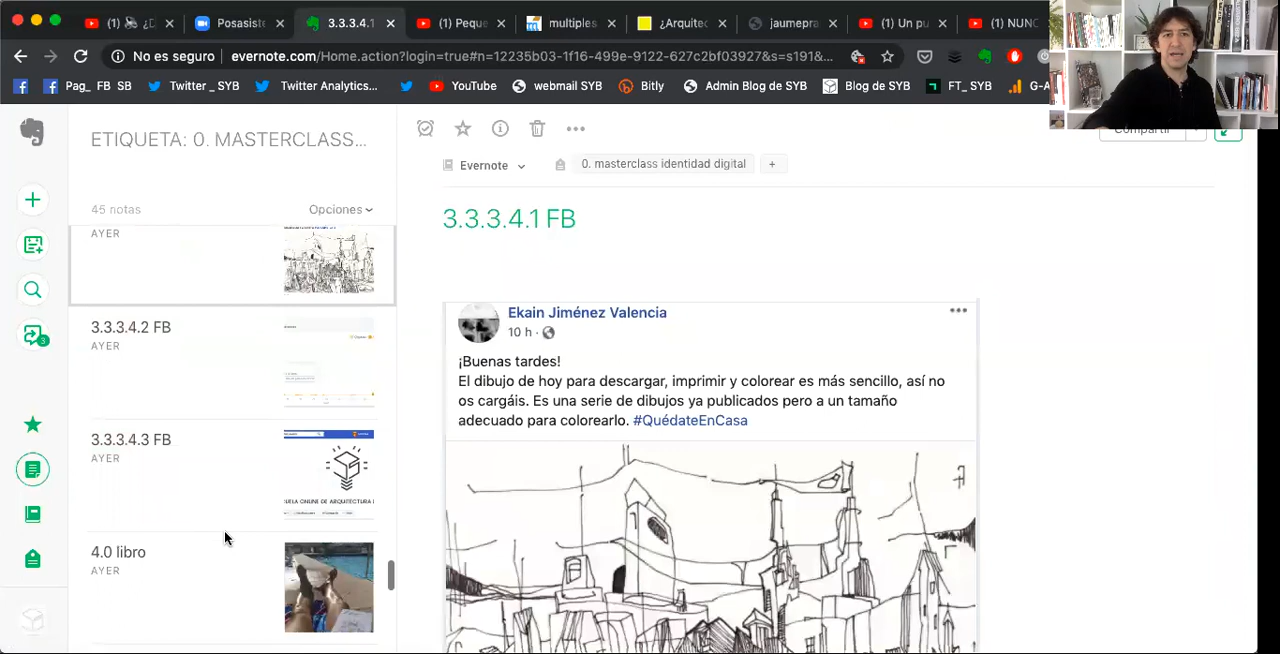 (1) 🧞 ¿D
Posasiste
3.3.3.4.1
(1) Peque
multiples
¿Arquitec
jaumepra
(1) Un pu
(1) NUNC
No es seguro | evernote.com/Home.action?login=true#n=12235b03-1f16-499e-9122-627c2bf03927&s=s191&…
Pag_ FB SB
Twitter _ SYB
Twitter Analytics...
YouTube
webmail SYB
Bitly
Admin Blog de SYB
Blog de SYB
FT_ SYB
G-A
ETIQUETA: 0. MASTERCLASS...
Compartir
Evernote
0. masterclass identidad digital
+
45 notas
Opciones
3.3.3.4.1 FB
AYER
Ekain Jiménez Valencia
10 h ·
3.3.3.4.2 FB
AYER
3
¡Buenas tardes!
El dibujo de hoy para descargar, imprimir y colorear es más sencillo, así no
os cargáis. Es una serie de dibujos ya publicados pero a un tamaño
adecuado para colorearlo. #QuédateEnCasa
3.3.3.4.3 FB
AYER
4.0 libro
AYER